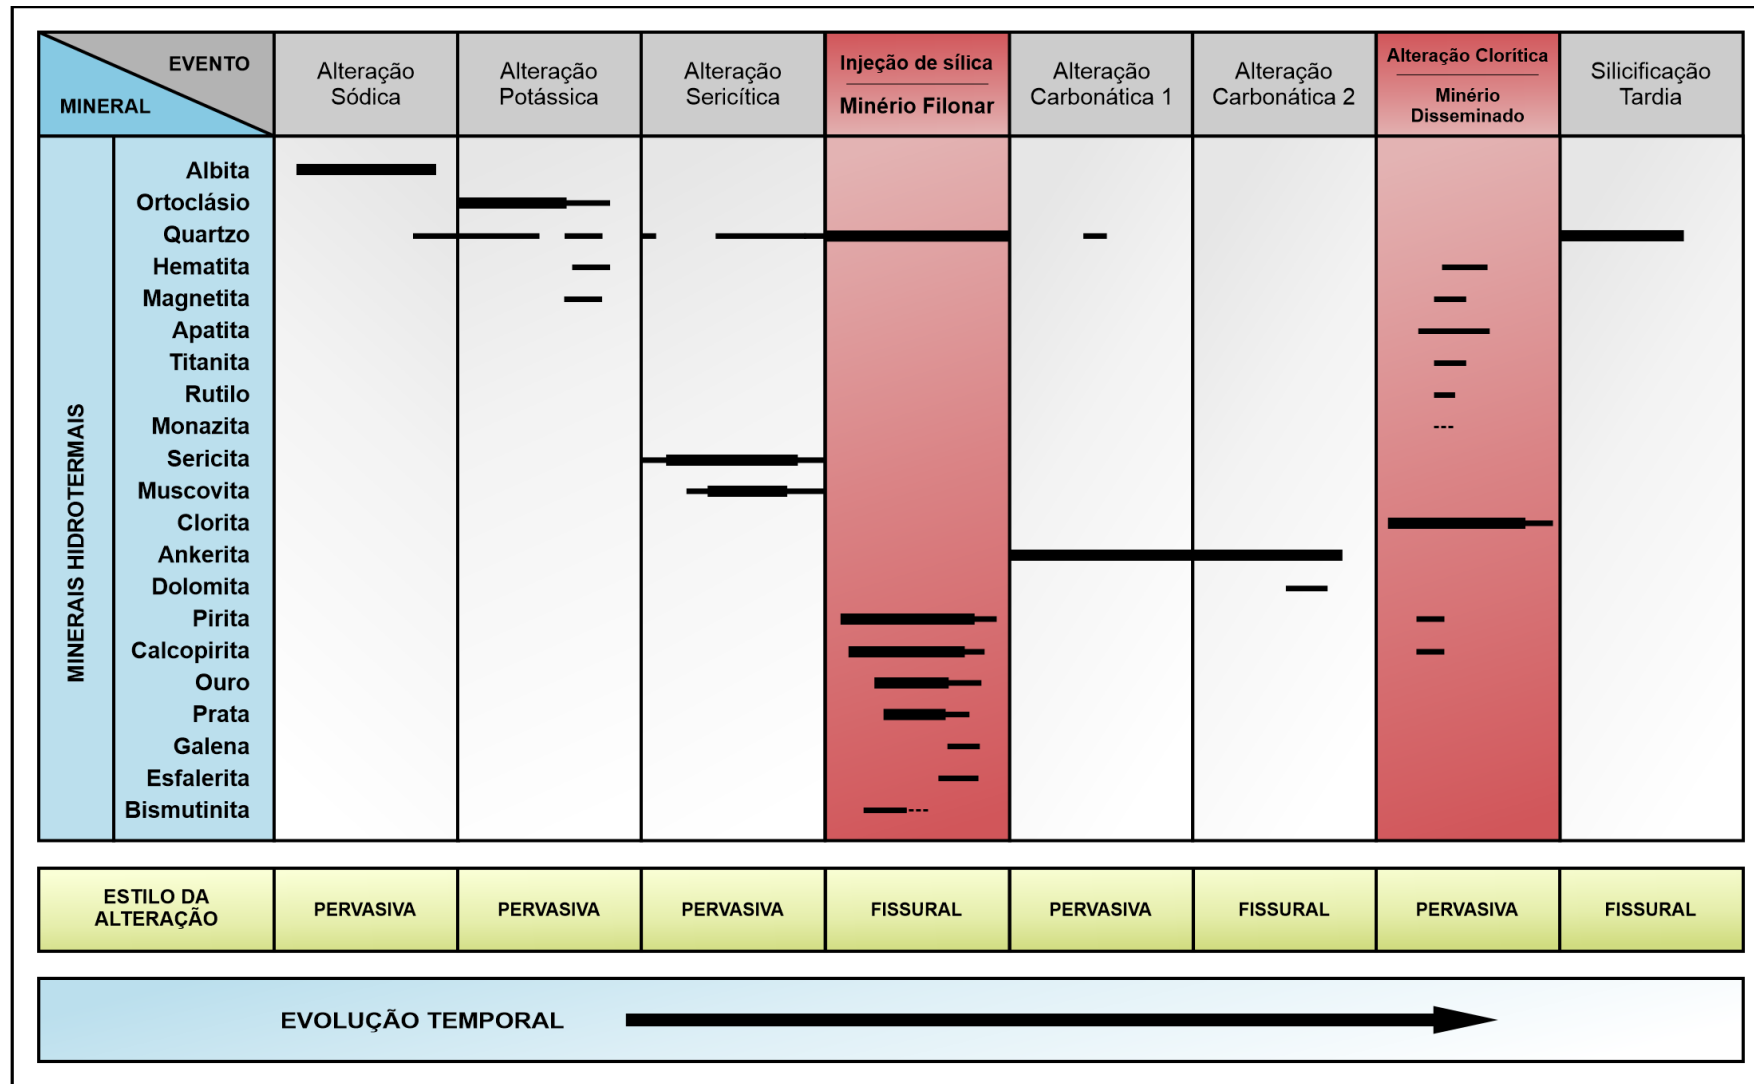 EVENTO
MINERAL
Alteração
Sódica
Alteração
Potássica
Alteração
Sericítica
Injeção de sílica
Minério Filonar
Alteração
Carbonática 1
Alteração
Carbonática 2
Alteração Clorítica
Minério
Disseminado
Silicificação
Tardia
MINERAIS HIDROTERMAIS
Albita
Ortoclásio
Quartzo
Hematita
Magnetita
Apatita
Titanita
Rutilo
Monazita
Sericita
Muscovita
Clorita
Ankerita
Dolomita
Pirita
Calcopirita
Ouro
Prata
Galena
Esfalerita
Bismutinita
ESTILO DA
ALTERAÇÃO
PERVASIVA
PERVASIVA
PERVASIVA
FISSURAL
PERVASIVA
FISSURAL
PERVASIVA
FISSURAL
EVOLUÇÃO TEMPORAL